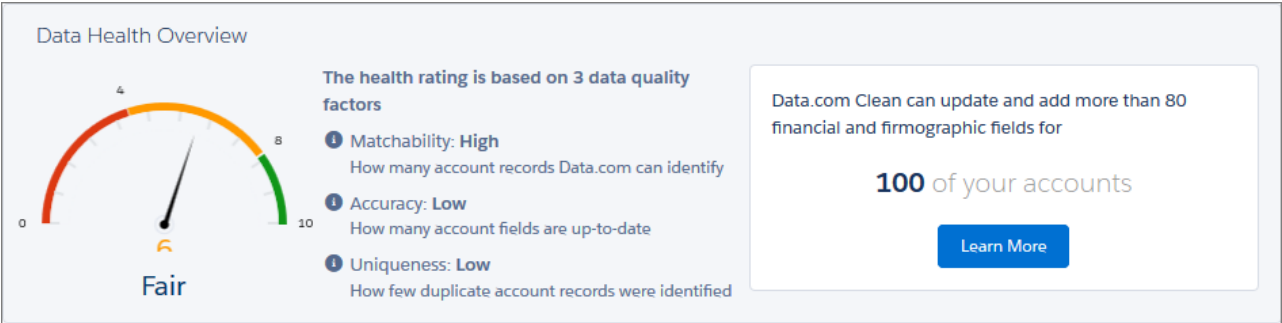 Data Health Overview
0
4
8
10
6
Fair
The health rating is based on 3 data quality
factors
Matchability: High
How many account records Data.com can identify
Accuracy: Low
How many account fields are up-to-date
Uniqueness: Low
How few duplicate account records were identified
Data.com Clean can update and add more than 80
financial and firmographic fields for
100 of your accounts
Learn More